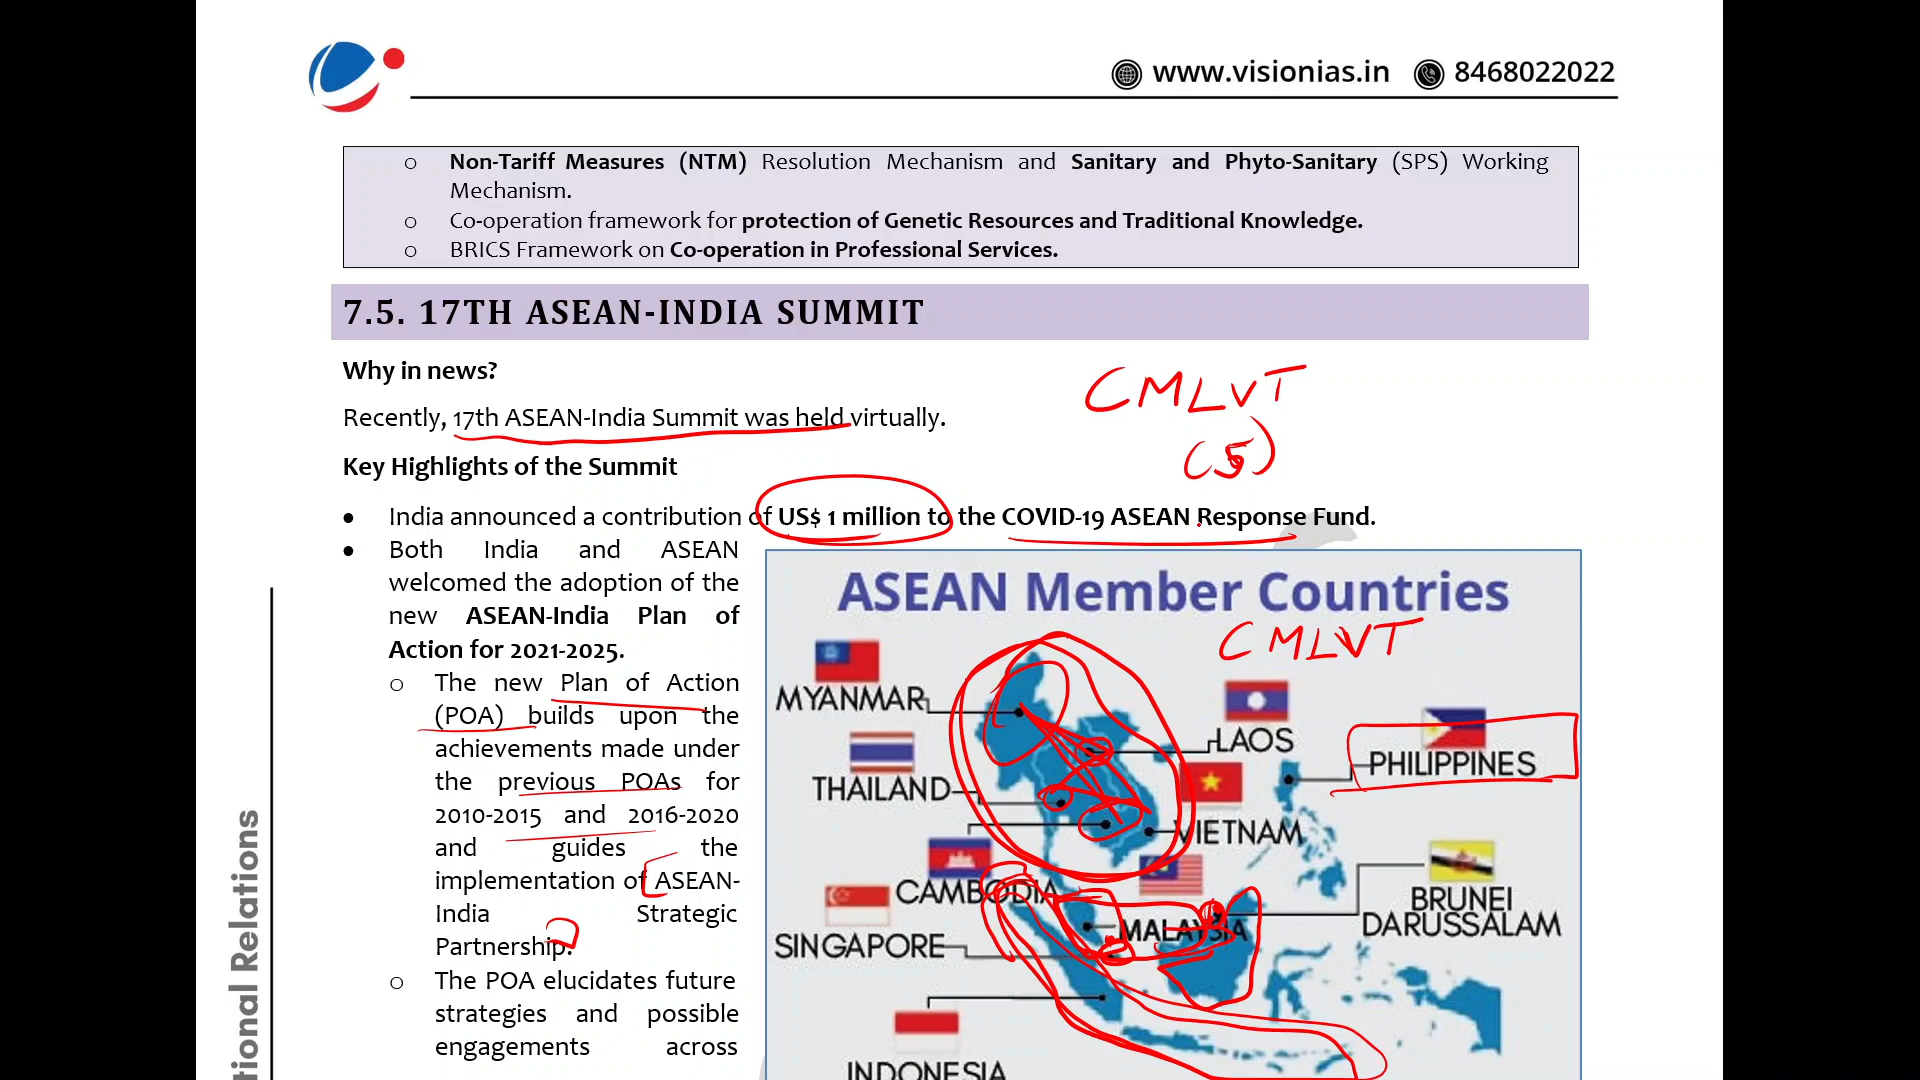 www.visionias.in 8468022022
o Non-Tariff Measures (NTM) Resolution Mechanism and Sanitary and Phyto-Sanitary (SPS) Working
Mechanism.
o Co-operation framework for protection of Genetic Resources and Traditional Knowledge.
o BRICS Framework on Co-operation in Professional Services.
7.5. 17TH ASEAN-INDIA SUMMIT
Why in news?
CMLVT
Recently, 17th ASEAN-India Summit was held virtually.
(5)
Key Highlights of the Summit
• India announced a contribution of US$ 1 million to the COVID-19 ASEAN Response Fund.
• Both India and ASEAN
welcomed the adoption of the
new ASEAN-India Plan of
Action for 2021-2025.
o The new Plan of Action
(POA) builds upon the
achievements made under
the previous POAs for
2010-2015 and 2016-2020
and guides the
implementation of ASEAN-
India Strategic
Partnership.
o The POA elucidates future
strategies and possible
engagements across
ASEAN Member Countries
CMLVT
MYANMAR
LAOS
PHILIPPINES
THAILAND
VIETNAM
CAMBODIA
BRUNEI
DARUSSALAM
MALAYSIA
SINGAPORE
INDONESIA
tional Relations